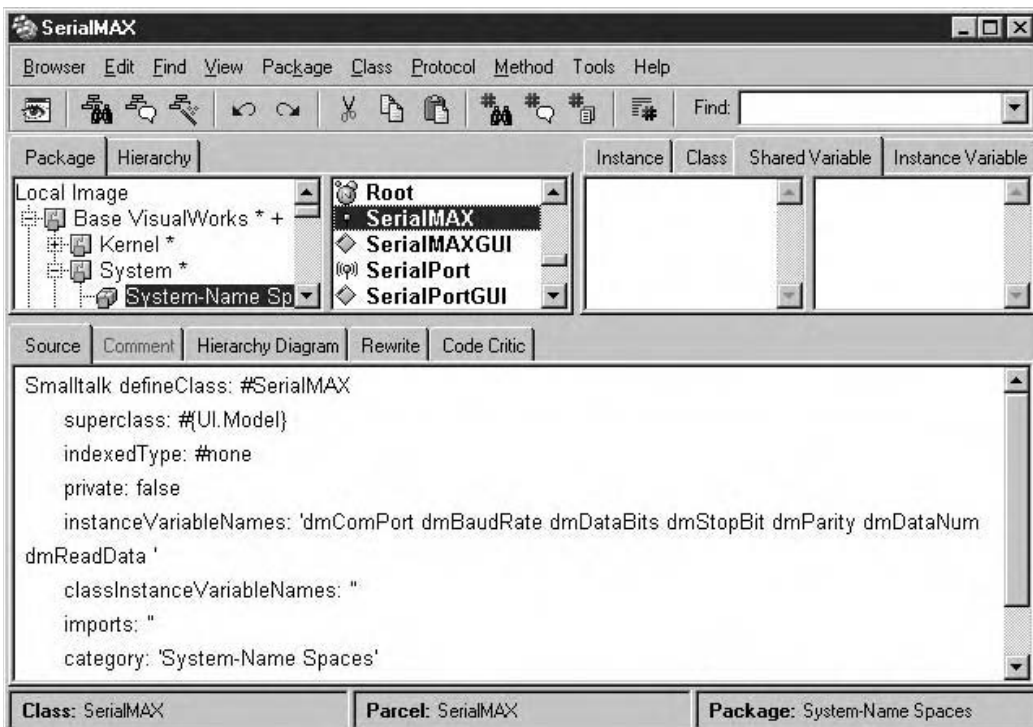 SerialMAX
Browser Edit Find View Package Class Protocol Method Tools Help
Find:
Package Hierarchy
Instance Class Shared Variable Instance Variable
Local Image
Base VisualWorks * +
Kernel *
System *
System-Name Sp
Root
SerialMAX
SerialMAXGUI
SerialPort
SerialPortGUI
Source Comment Hierarchy Diagram Rewrite Code Critic
Smalltalk defineClass: #SerialMAX
superclass: #{UI.Model}
indexedType: #none
private: false
instanceVariableNames: 'dmComPort dmBaudRate dmDataBits dmStopBit dmParity dmDataNum
dmReadData '
classInstanceVariableNames: ''
imports: ''
category: 'System-Name Spaces'
Class: SerialMAX Parcel: SerialMAX Package: System-Name Spaces